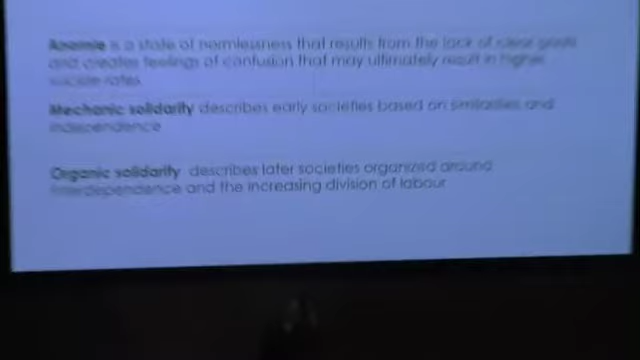 Anomie is a state of normlessness that results from the lack of clear goals
and creates feelings of confusion that may ultimately result in higher
suicide rates
Mechanic solidarity describes early societies based on similarities and
independence
Organic solidarity describes later societies organized around
interdependence and the increasing division of labour